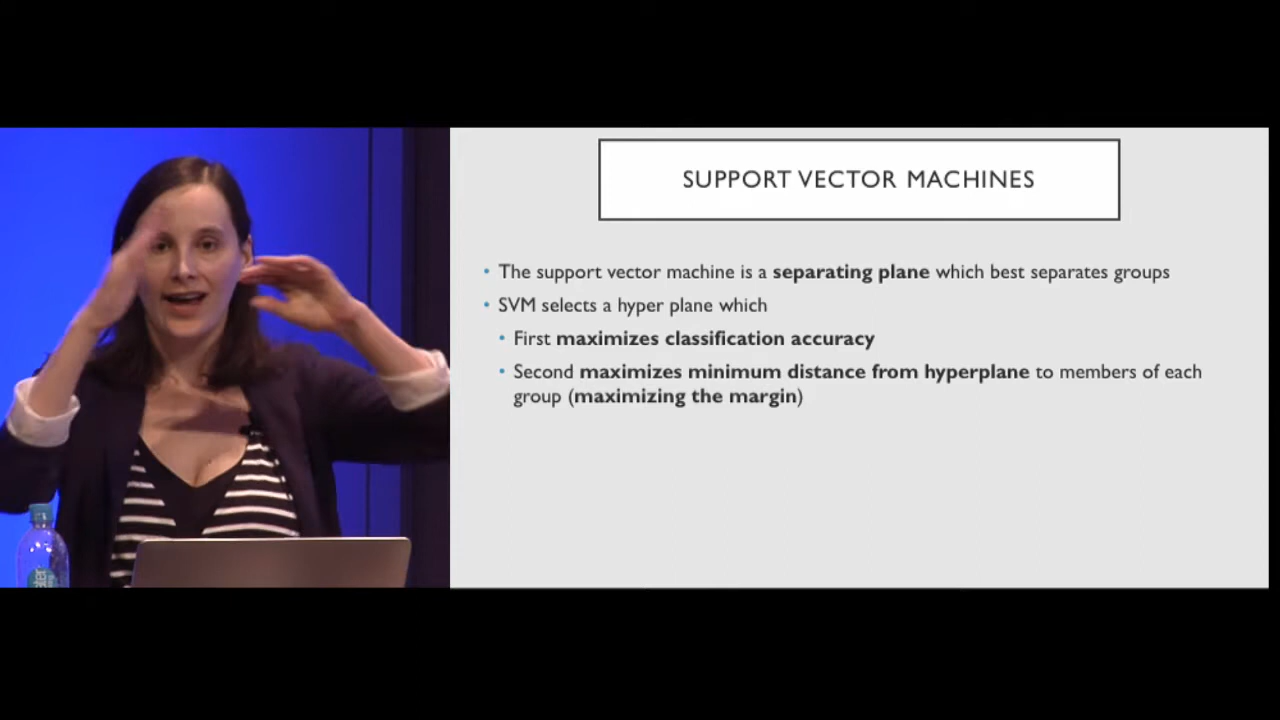 SUPPORT VECTOR MACHINES
• The support vector machine is a separating plane which best separates groups
• SVM selects a hyper plane which
• First maximizes classification accuracy
• Second maximizes minimum distance from hyperplane to members of each
group (maximizing the margin)